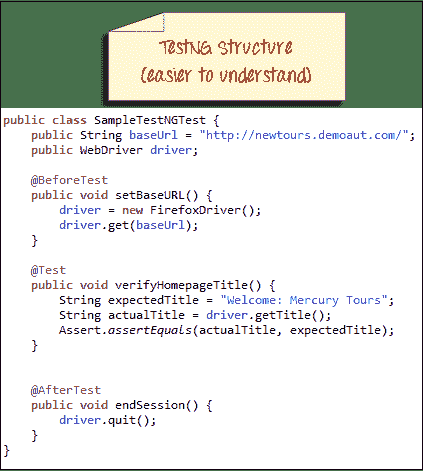 TestNG Structure
(easier to understand)
public class SampleTestNGTest {
    public String baseUrl = "http://newtours.demoaut.com/";
    public WebDriver driver;
    @BeforeTest
    public void setBaseURL() {
        driver = new FirefoxDriver();
        driver.get(baseUrl);
    }
    @Test
    public void verifyHomepageTitle() {
        String expectedTitle = "Welcome: Mercury Tours";
        String actualTitle = driver.getTitle();
        Assert.assertEquals(actualTitle, expectedTitle);
    }
    @AfterTest
    public void endSession() {
        driver.quit();
    }
}